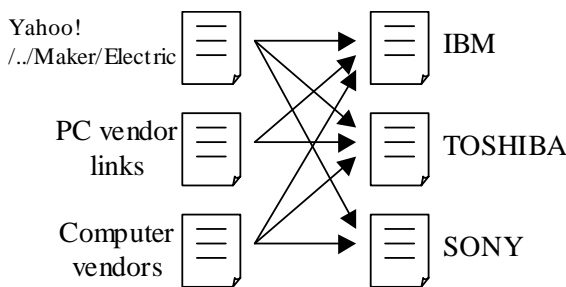 Yahoo!
/../Maker/Electric
IBM
PC vendor
links
TOSHIBA
Computer
vendors
SONY